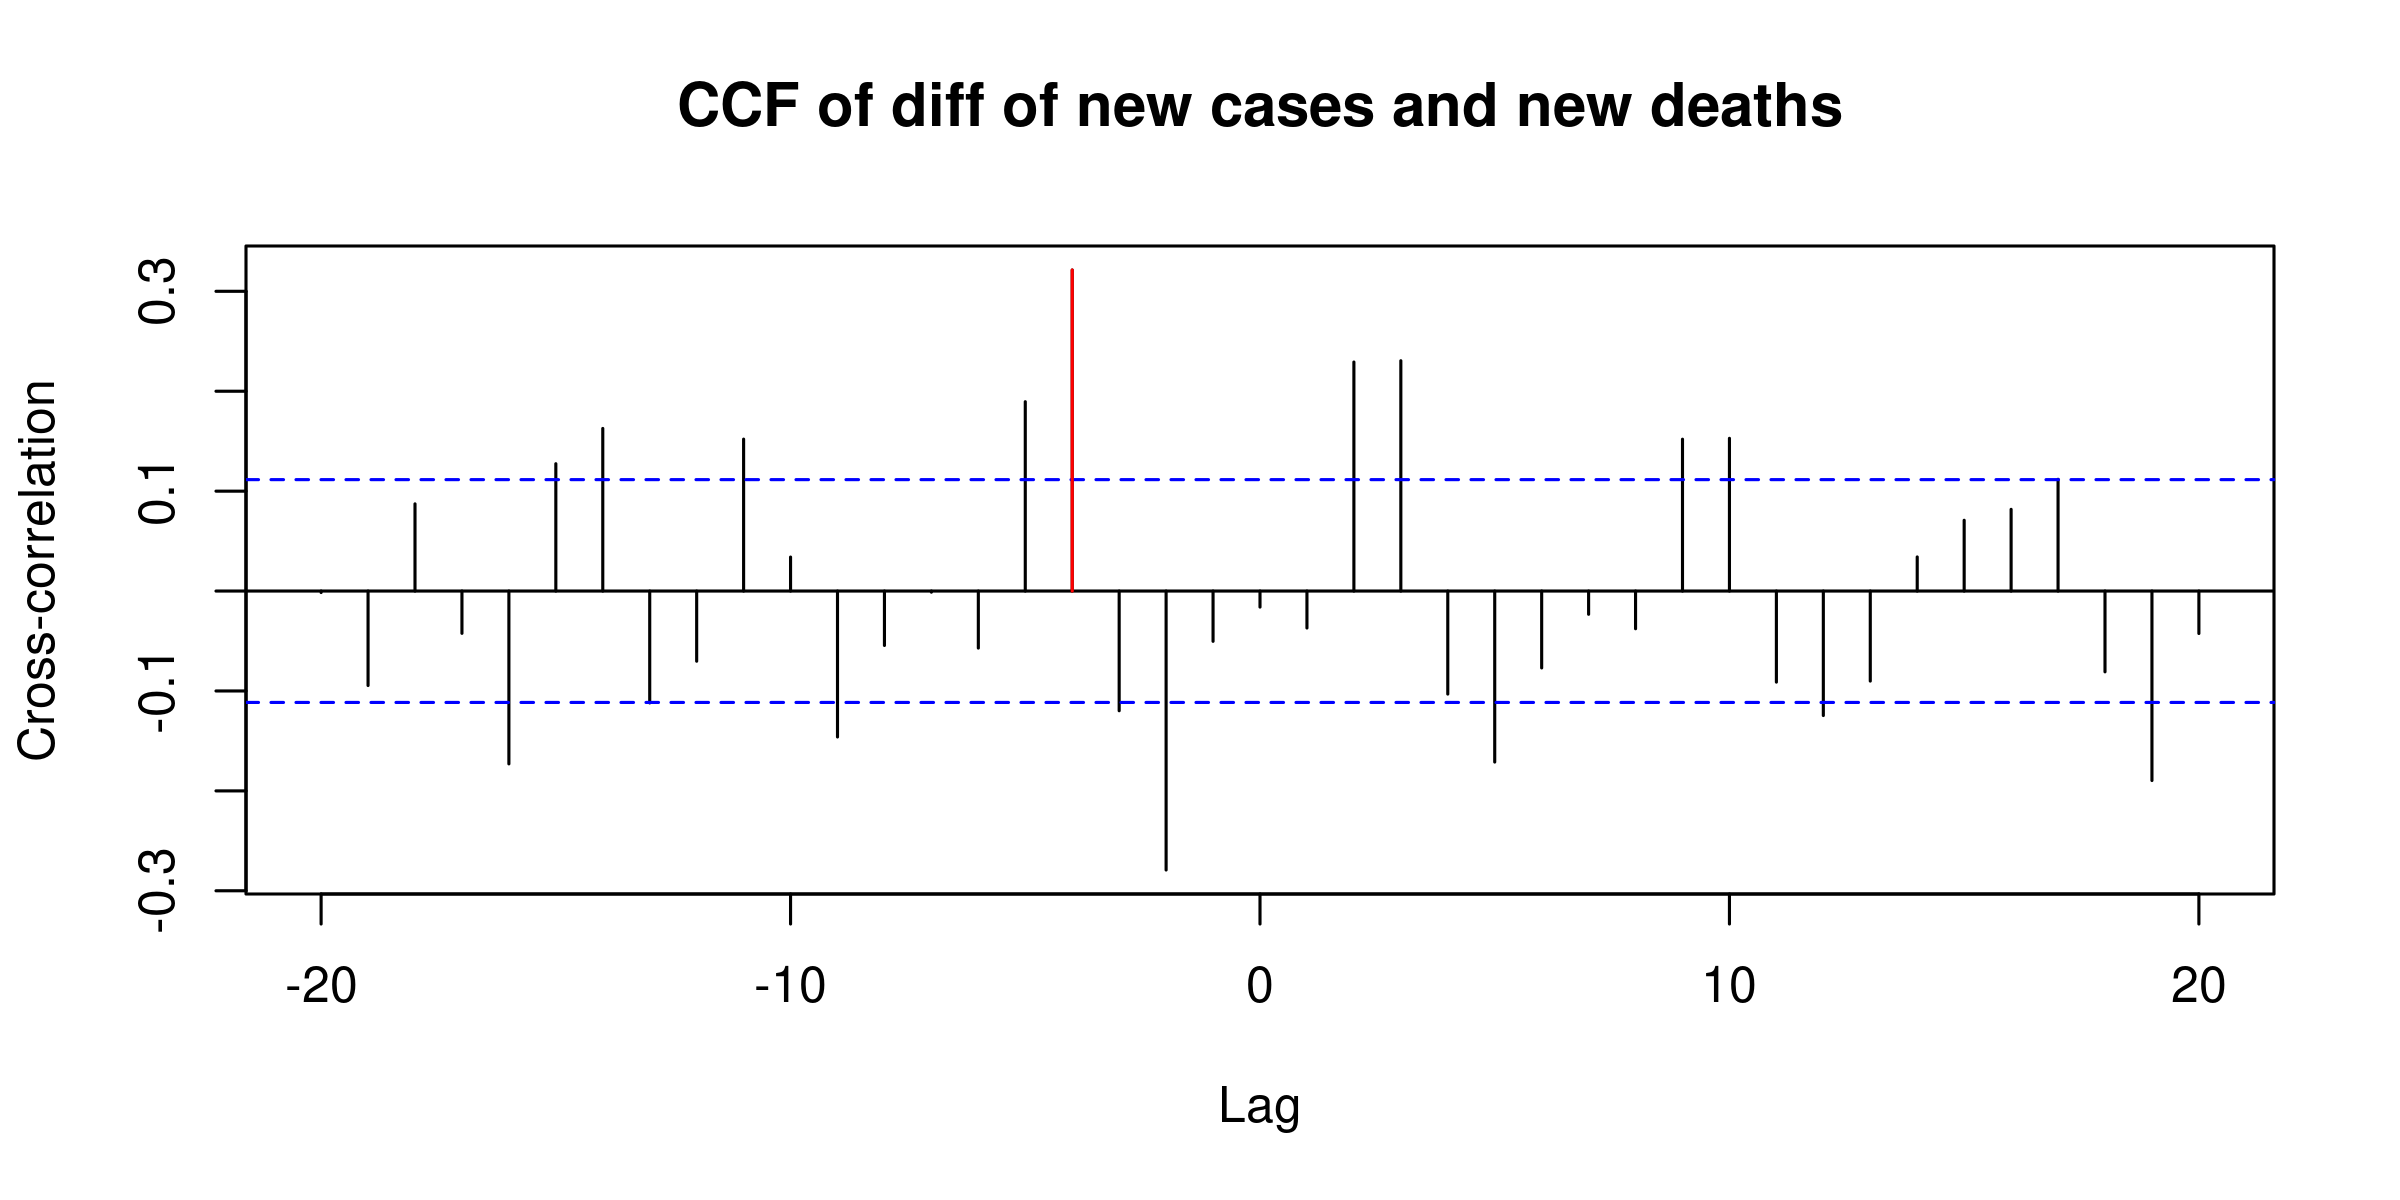 CCF of diff of new cases and new deaths
Cross-correlation
0.3
0.1
-0.1
-0.3
-20 -10 0 10 20
Lag